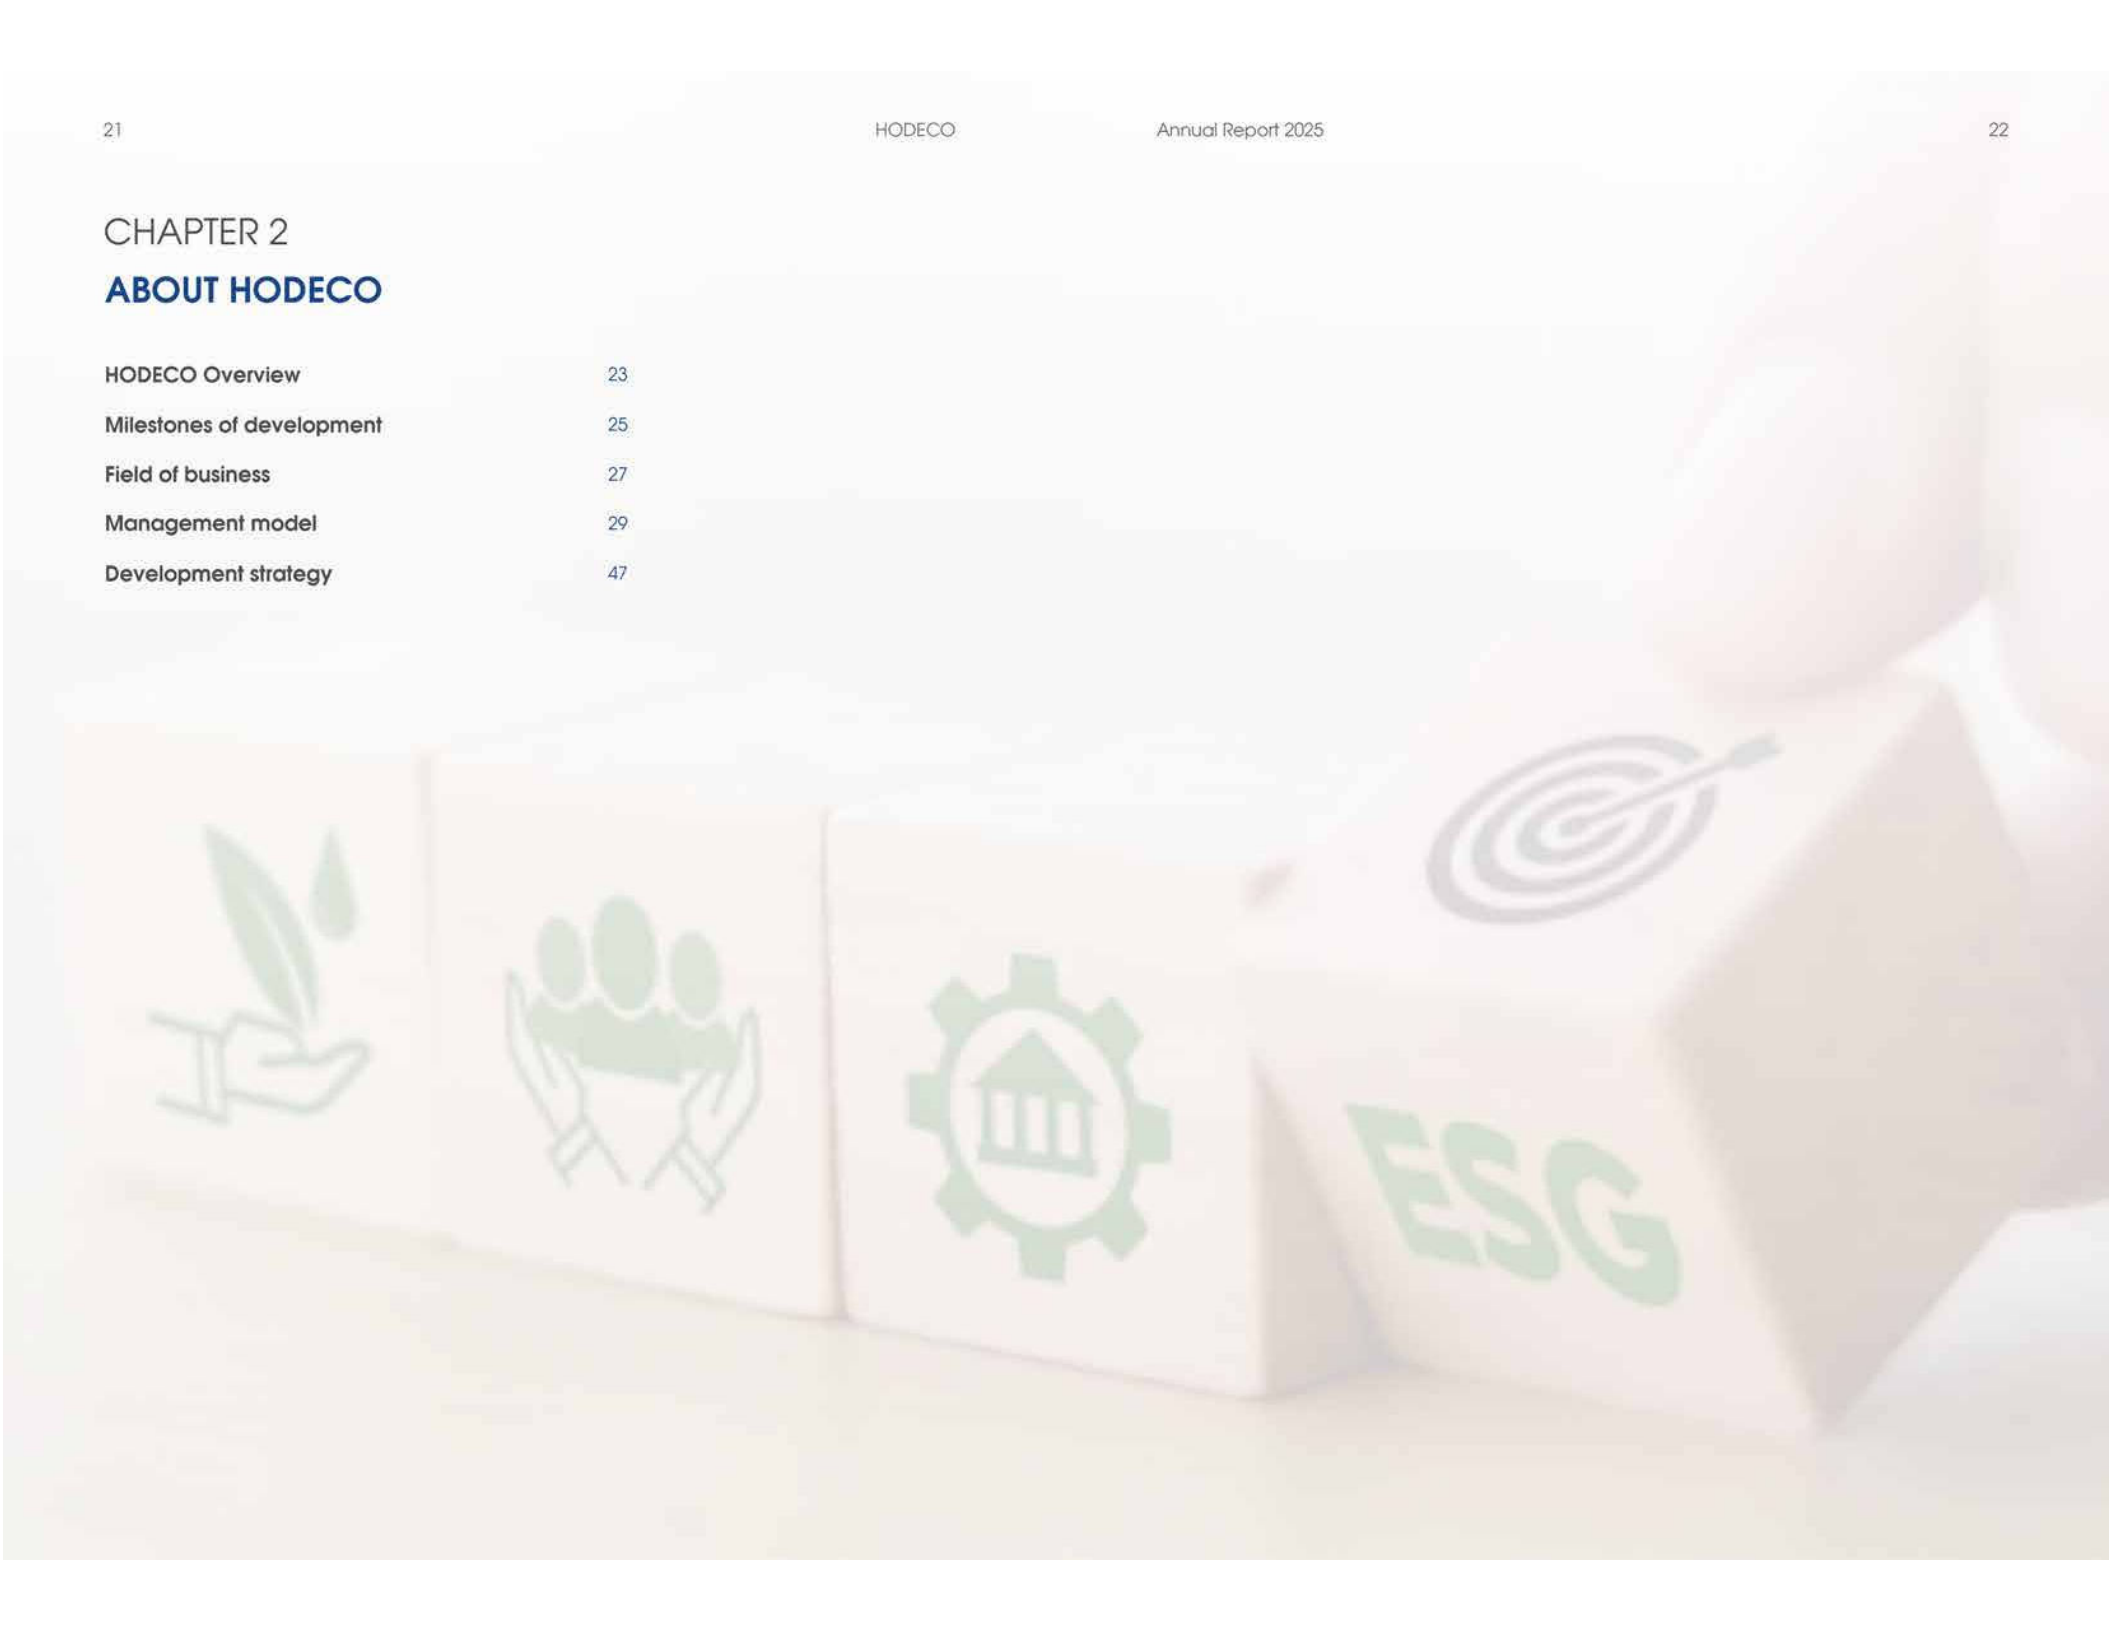 21 HODECO Annual Report 2025 22
CHAPTER 2
ABOUT HODECO
HODECO Overview 23
Milestones of development 25
Field of business 27
Management model 29
Development strategy 47
ESG